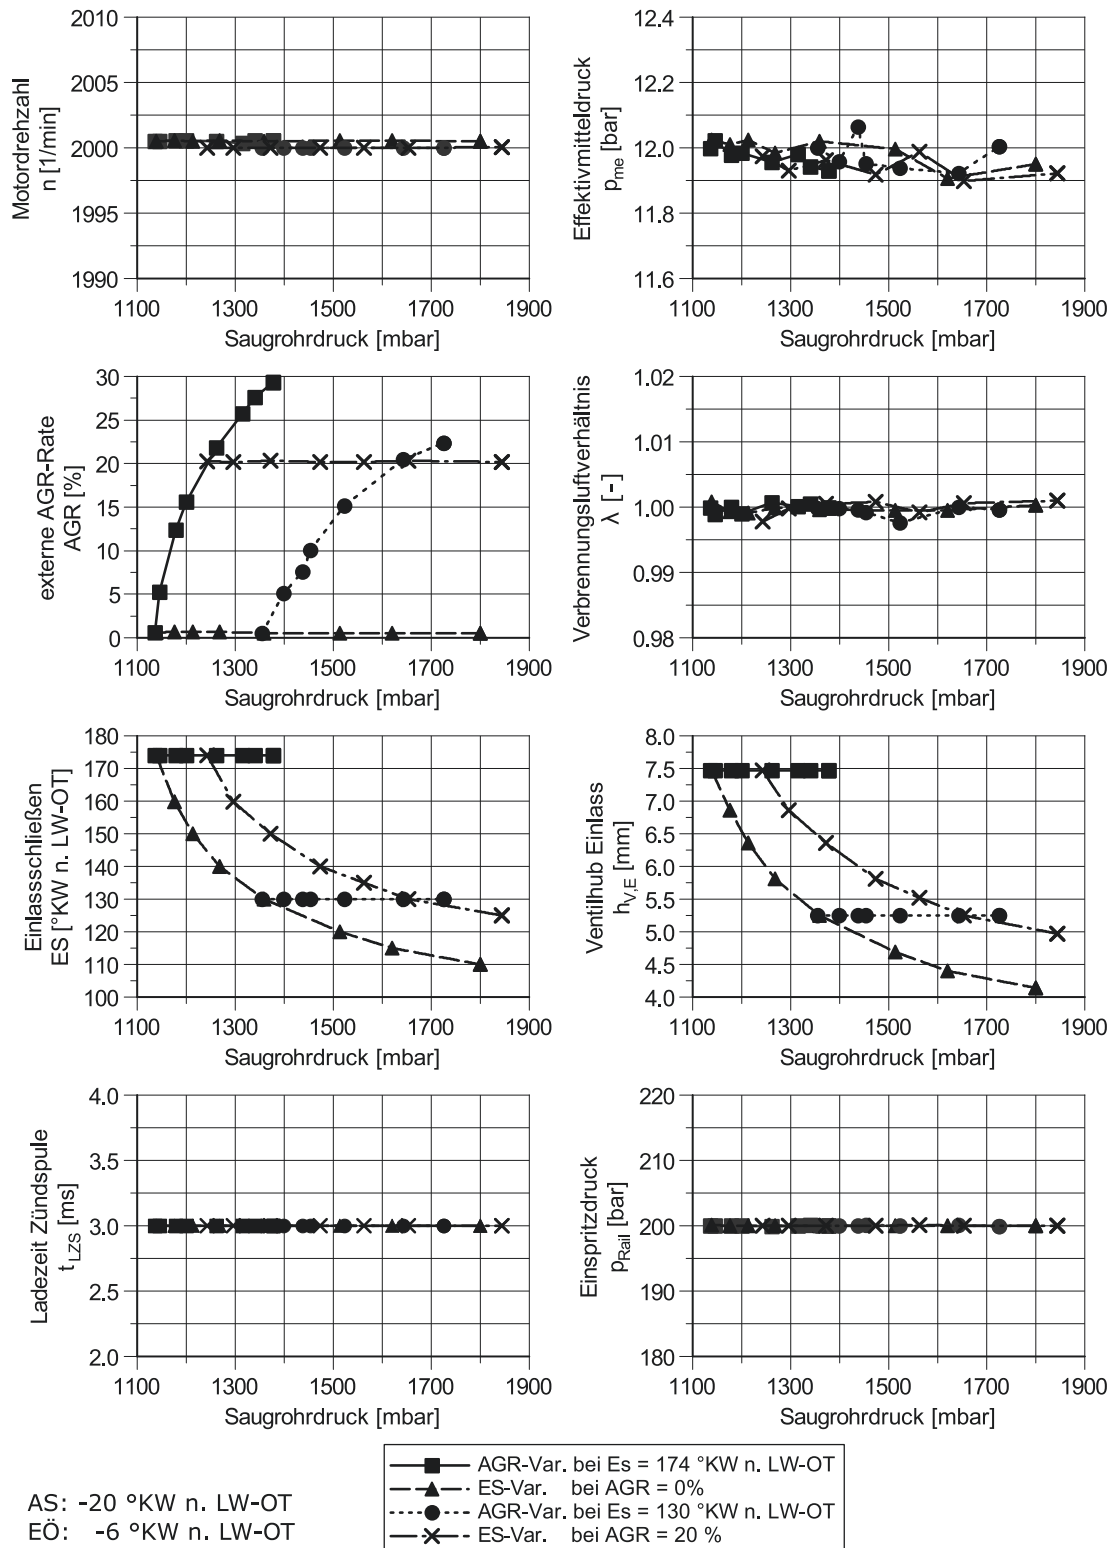 Motordrehzahl
n [1/min]
2010
2005
2000
1995
1990
1100 1300 1500 1700 1900
Saugrohrdruck [mbar]
Effektivmitteldruck
pme [bar]
12.4
12.2
12.0
11.8
11.6
1100 1300 1500 1700 1900
Saugrohrdruck [mbar]
externe AGR-Rate
AGR [%]
30
25
20
15
10
5
0
1100 1300 1500 1700 1900
Saugrohrdruck [mbar]
Verbrennungsluftverhältnis
λ [-]
1.02
1.01
1.00
0.99
0.98
1100 1300 1500 1700 1900
Saugrohrdruck [mbar]
Einlassschließen
ES [°KW n. LW-OT]
180
170
160
150
140
130
120
110
100
1100 1300 1500 1700 1900
Saugrohrdruck [mbar]
Ventilhub Einlass
hV,E [mm]
8.0
7.5
7.0
6.5
6.0
5.5
5.0
4.5
4.0
1100 1300 1500 1700 1900
Saugrohrdruck [mbar]
Ladezeit Zündspule
tLZS [ms]
4.0
3.5
3.0
2.5
2.0
1100 1300 1500 1700 1900
Saugrohrdruck [mbar]
Einspritzdruck
pRail [bar]
220
210
200
190
180
1100 1300 1500 1700 1900
Saugrohrdruck [mbar]
AS: -20 °KW n. LW-OT
EÖ: -6 °KW n. LW-OT
AGR-Var. bei Es = 174 °KW n. LW-OT
ES-Var. bei AGR = 0%
AGR-Var. bei Es = 130 °KW n. LW-OT
ES-Var. bei AGR = 20 %